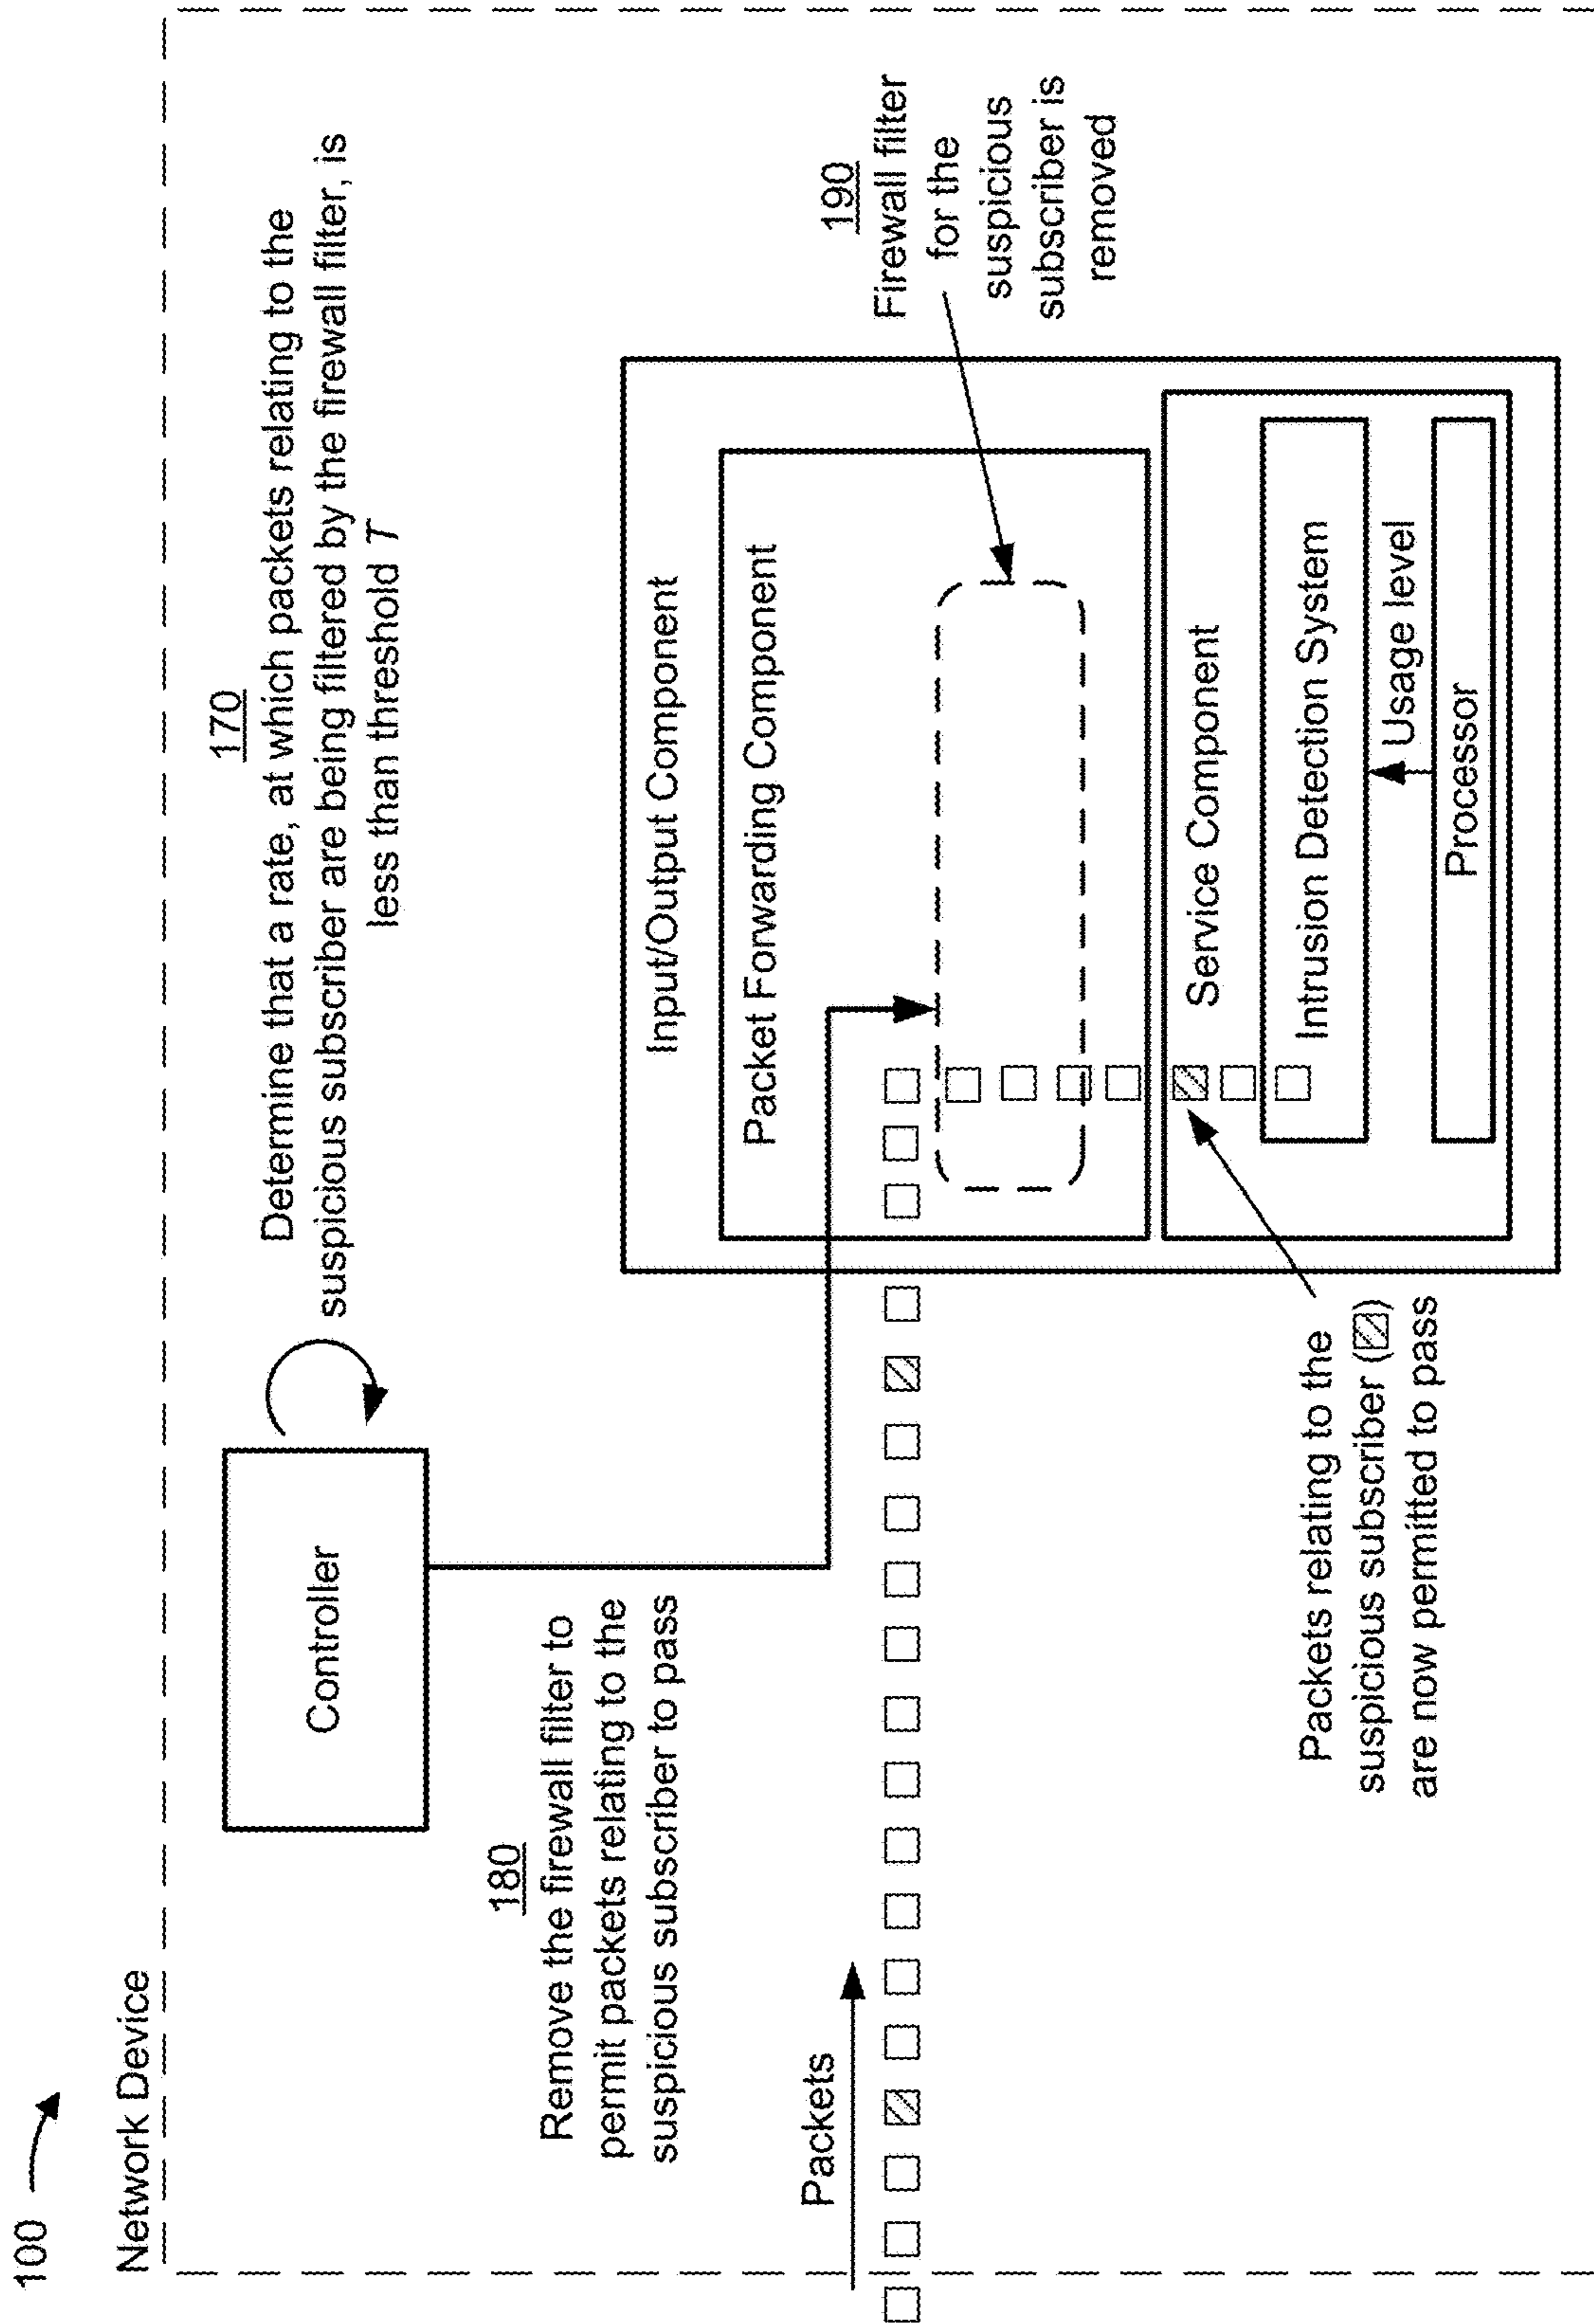 100
Network Device
170
Determine that a rate, at which packets relating to the
suspicious subscriber are being filtered by the firewall filter, is
less than threshold T
Controller
180
Remove the firewall filter to
permit packets relating to the
suspicious subscriber to pass
Input/Output Component
Packet Forwarding Component
190
Firewall filter
for the
suspicious
subscriber is
removed
Packets
Service Component
Intrusion Detection System
Usage level
Processor
Packets relating to the
suspicious subscriber ( )
are now permitted to pass